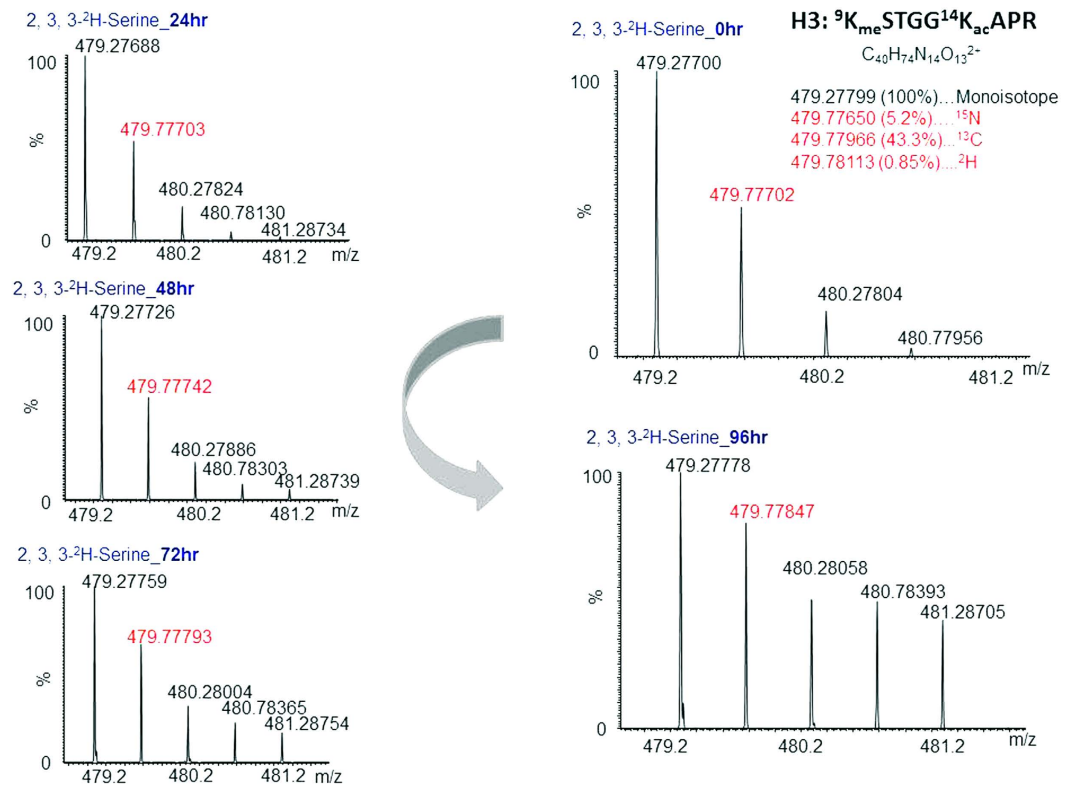 2, 3, 3-²H-Serine_24hr
479.27688
100
479.77703
%
480.27824
480.78130
481.28734
0
479.2 480.2 481.2 m/z
2, 3, 3-²H-Serine_48hr
479.27726
100
479.77742
%
480.27886
480.78303
481.28739
0
479.2 480.2 481.2 m/z
2, 3, 3-²H-Serine_72hr
479.27759
100
479.77793
%
480.28004
480.78365
481.28754
0
479.2 480.2 481.2 m/z
H3: ⁹KmeSTGG¹⁴KacAPR
C₄₀H₇₄N₁₄O₁₃²⁺
479.27799 (100%)...Monoisotope
479.77650 (5.2%)....¹⁵N
479.77966 (43.3%)...¹³C
479.78113 (0.85%)....²H
2, 3, 3-²H-Serine_0hr
479.27700
100
479.77702
%
480.27804
480.77956
0
479.2 480.2 481.2 m/z
2, 3, 3-²H-Serine_96hr
479.27778
100
479.77847
480.28058
%
480.78393
481.28705
0
479.2 480.2 481.2 m/z